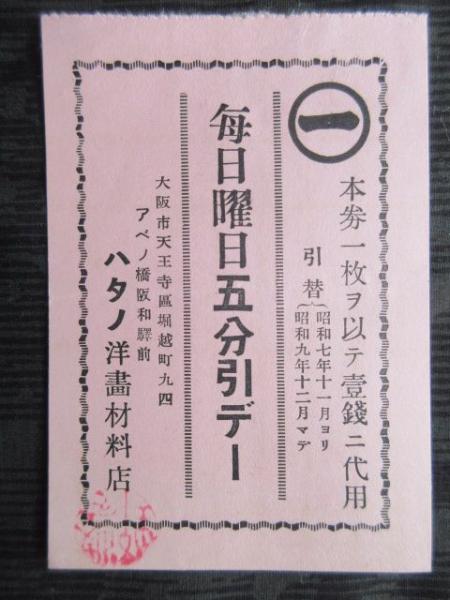 一
本券一枚ヲ以テ壹錢ニ代用
引替
昭和七年十一月ヨリ
昭和九年十二月マデ
毎日曜日五分引デー
大阪市天王寺區堀越町九四
アベノ橋阪和驛前
ハタノ洋畫材料店